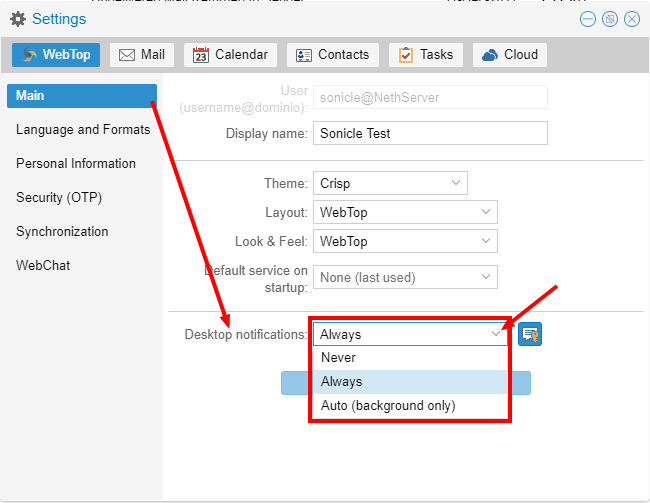 Settings
WebTop Mail 23 Calendar Contacts Tasks Cloud
Main
Language and Formats
Personal Information
Security (OTP)
Synchronization
WebChat
User
(username@dominio): sonicle@NethServer
Display name: Sonicle Test
Theme: Crisp
Layout: WebTop
Look & Feel: WebTop
Default service on
startup: None (last used)
Desktop notifications: Always
Never
Always
Auto (background only)